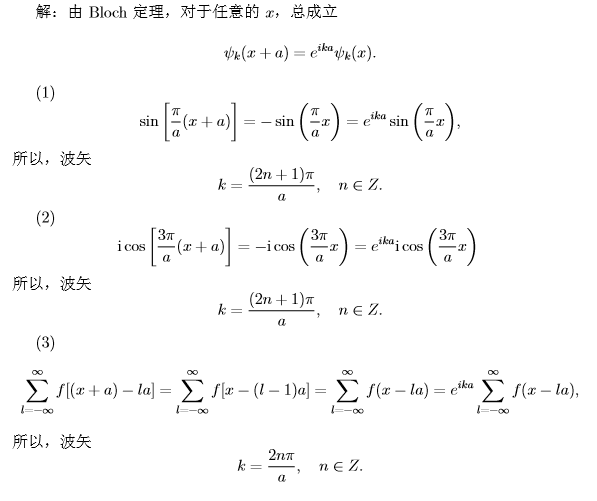 解：由 Bloch 定理，对于任意的 x，总成立
ψ_k(x + a) = e^{ika}ψ_k(x).
(1)
sin[π/a (x + a)] = − sin(π/a x) = e^{ika} sin(π/a x),
所以，波矢
k = (2n + 1)π / a, n ∈ Z.
(2)
i cos[3π/a (x + a)] = −i cos(3π/a x) = e^{ika} i cos(3π/a x)
所以，波矢
k = (2n + 1)π / a, n ∈ Z.
(3)
∑_{l=−∞}^{∞} f[(x + a) − la] = ∑_{l=−∞}^{∞} f[x − (l − 1)a] = ∑_{l=−∞}^{∞} f(x − la) = e^{ika} ∑_{l=−∞}^{∞} f(x − la),
所以，波矢
k = 2nπ / a, n ∈ Z.